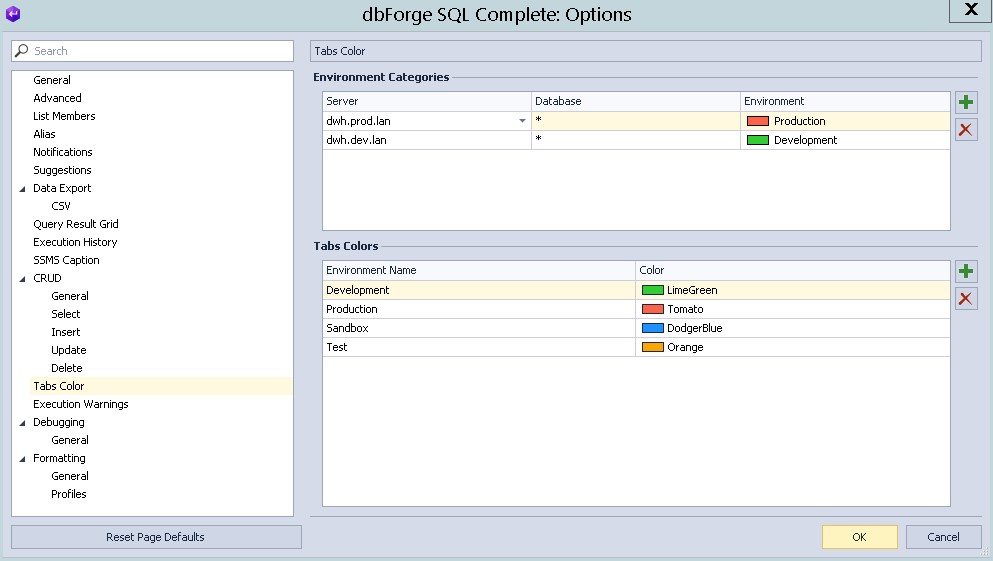 dbForge SQL Complete: Options
X
Search
General
Advanced
List Members
Alias
Notifications
Suggestions
Data Export
CSV
Query Result Grid
Execution History
SSMS Caption
CRUD
General
Select
Insert
Update
Delete
Tabs Color
Execution Warnings
Debugging
General
Formatting
General
Profiles
Reset Page Defaults
Tabs Color
Environment Categories
Server Database Environment
dwh.prod.lan * Production
dwh.dev.lan * Development
Tabs Colors
Environment Name Color
Development LimeGreen
Production Tomato
Sandbox DodgerBlue
Test Orange
OK Cancel